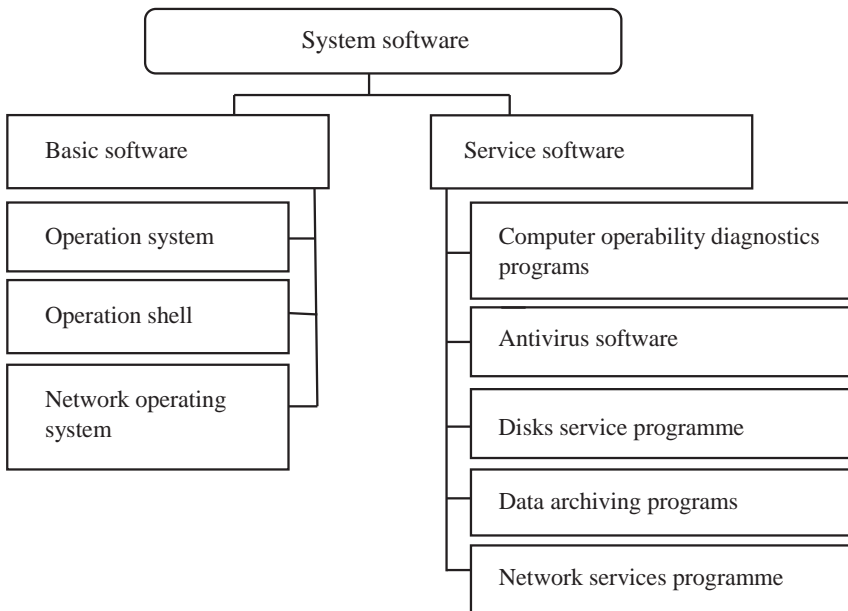 System software
Basic software
Operation system
Operation shell
Network operating
system
Service software
Computer operability diagnostics
programs
Antivirus software
Disks service programme
Data archiving programs
Network services programme